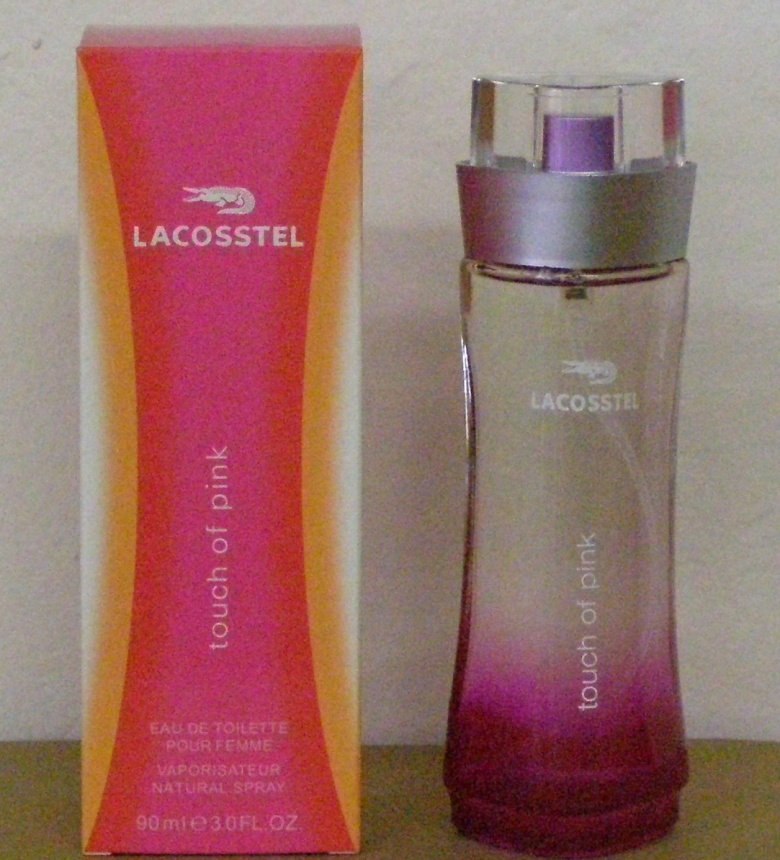 LACOSSTEL
touch of pink
EAU DE TOILETTE
POUR FEMME
VAPORISATEUR
NATURAL SPRAY
90ml e 3.0FL.OZ.
LACOSSTEL
touch of pink